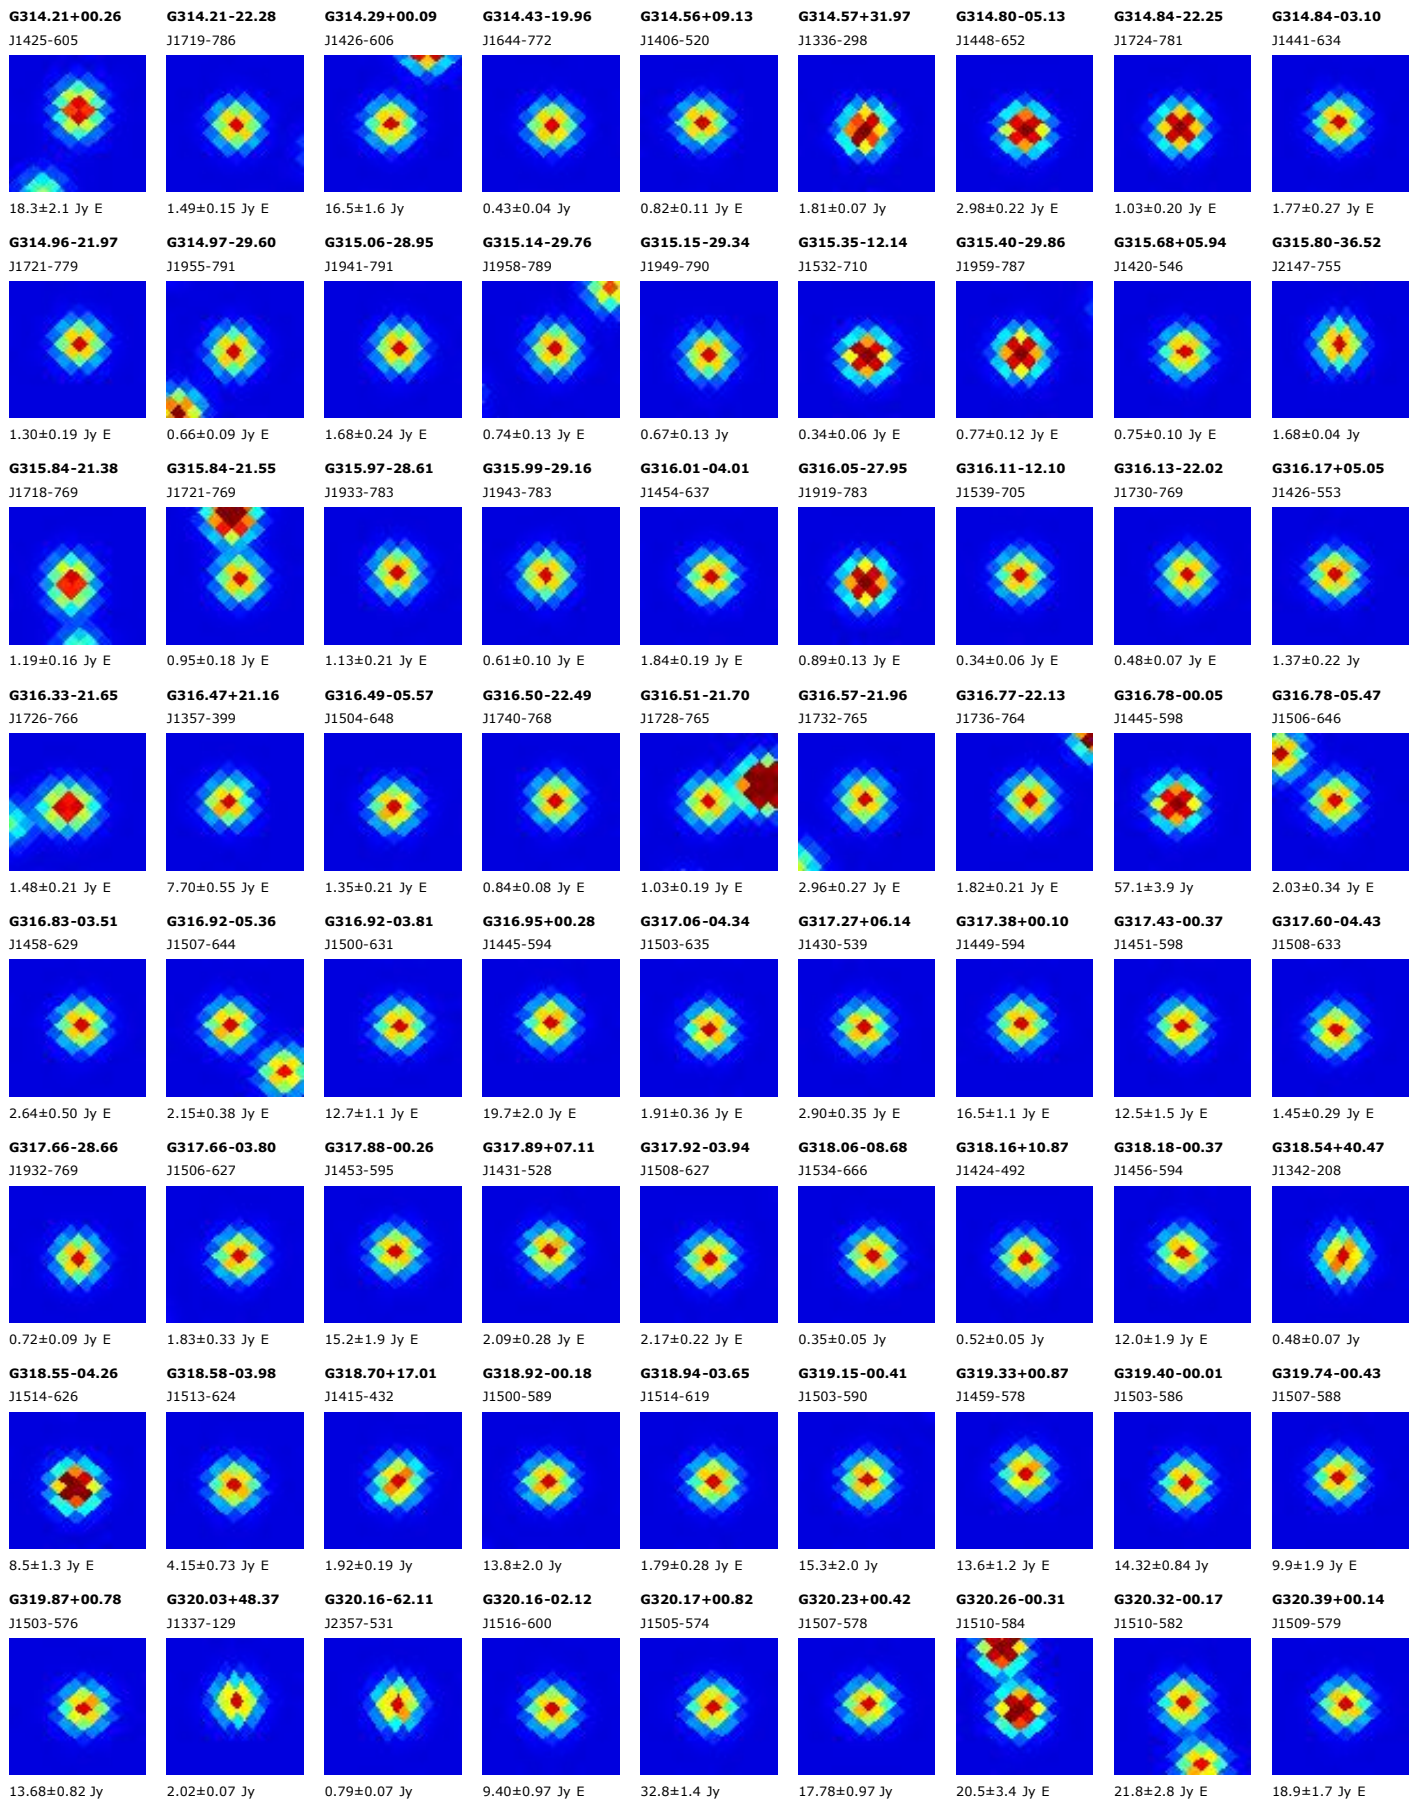 G314.21+00.26 G314.21-22.28 G314.29+00.09 G314.43-19.96 G314.56+09.13 G314.57+31.97 G314.80-05.13 G314.84-22.25 G314.84-03.10
J1425-605 J1719-786 J1426-606 J1644-772 J1406-520 J1336-298 J1448-652 J1724-781 J1441-634
18.3±2.1 Jy E 1.49±0.15 Jy E 16.5±1.6 Jy 0.43±0.04 Jy 0.82±0.11 Jy E 1.81±0.07 Jy 2.98±0.22 Jy E 1.03±0.20 Jy E 1.77±0.27 Jy E
G314.96-21.97 G314.97-29.60 G315.06-28.95 G315.14-29.76 G315.15-29.34 G315.35-12.14 G315.40-29.86 G315.68+05.94 G315.80-36.52
J1721-779 J1955-791 J1941-791 J1958-789 J1949-790 J1532-710 J1959-787 J1420-546 J2147-755
1.30±0.19 Jy E 0.66±0.09 Jy E 1.68±0.24 Jy E 0.74±0.13 Jy E 0.67±0.13 Jy 0.34±0.06 Jy E 0.77±0.12 Jy E 0.75±0.10 Jy E 1.68±0.04 Jy
G315.84-21.38 G315.84-21.55 G315.97-28.61 G315.99-29.16 G316.01-04.01 G316.05-27.95 G316.11-12.10 G316.13-22.02 G316.17+05.05
J1718-769 J1721-769 J1933-783 J1943-783 J1454-637 J1919-783 J1539-705 J1730-769 J1426-553
1.19±0.16 Jy E 0.95±0.18 Jy E 1.13±0.21 Jy E 0.61±0.10 Jy E 1.84±0.19 Jy E 0.89±0.13 Jy E 0.34±0.06 Jy E 0.48±0.07 Jy E 1.37±0.22 Jy
G316.33-21.65 G316.47+21.16 G316.49-05.57 G316.50-22.49 G316.51-21.70 G316.57-21.96 G316.77-22.13 G316.78-00.05 G316.78-05.47
J1726-766 J1357-399 J1504-648 J1740-768 J1728-765 J1732-765 J1736-764 J1445-598 J1506-646
1.48±0.21 Jy E 7.70±0.55 Jy E 1.35±0.21 Jy E 0.84±0.08 Jy E 1.03±0.19 Jy E 2.96±0.27 Jy E 1.82±0.21 Jy E 57.1±3.9 Jy 2.03±0.34 Jy E
G316.83-03.51 G316.92-05.36 G316.92-03.81 G316.95+00.28 G317.06-04.34 G317.27+06.14 G317.38+00.10 G317.43-00.37 G317.60-04.43
J1458-629 J1507-644 J1500-631 J1445-594 J1503-635 J1430-539 J1449-594 J1451-598 J1508-633
2.64±0.50 Jy E 2.15±0.38 Jy E 12.7±1.1 Jy E 19.7±2.0 Jy E 1.91±0.36 Jy E 2.90±0.35 Jy E 16.5±1.1 Jy E 12.5±1.5 Jy E 1.45±0.29 Jy E
G317.66-28.66 G317.66-03.80 G317.88-00.26 G317.89+07.11 G317.92-03.94 G318.06-08.68 G318.16+10.87 G318.18-00.37 G318.54+40.47
J1932-769 J1506-627 J1453-595 J1431-528 J1508-627 J1534-666 J1424-492 J1456-594 J1342-208
0.72±0.09 Jy E 1.83±0.33 Jy E 15.2±1.9 Jy E 2.09±0.28 Jy E 2.17±0.22 Jy E 0.35±0.05 Jy 0.52±0.05 Jy 12.0±1.9 Jy E 0.48±0.07 Jy
G318.55-04.26 G318.58-03.98 G318.70+17.01 G318.92-00.18 G318.94-03.65 G319.15-00.41 G319.33+00.87 G319.40-00.01 G319.74-00.43
J1514-626 J1513-624 J1415-432 J1500-589 J1514-619 J1503-590 J1459-578 J1503-586 J1507-588
8.5±1.3 Jy E 4.15±0.73 Jy E 1.92±0.19 Jy 13.8±2.0 Jy 1.79±0.28 Jy E 15.3±2.0 Jy 13.6±1.2 Jy E 14.32±0.84 Jy 9.9±1.9 Jy E
G319.87+00.78 G320.03+48.37 G320.16-62.11 G320.16-02.12 G320.17+00.82 G320.23+00.42 G320.26-00.31 G320.32-00.17 G320.39+00.14
J1503-576 J1337-129 J2357-531 J1516-600 J1505-574 J1507-578 J1510-584 J1510-582 J1509-579
13.68±0.82 Jy 2.02±0.07 Jy 0.79±0.07 Jy 9.40±0.97 Jy E 32.8±1.4 Jy 17.78±0.97 Jy 20.5±3.4 Jy E 21.8±2.8 Jy E 18.9±1.7 Jy E